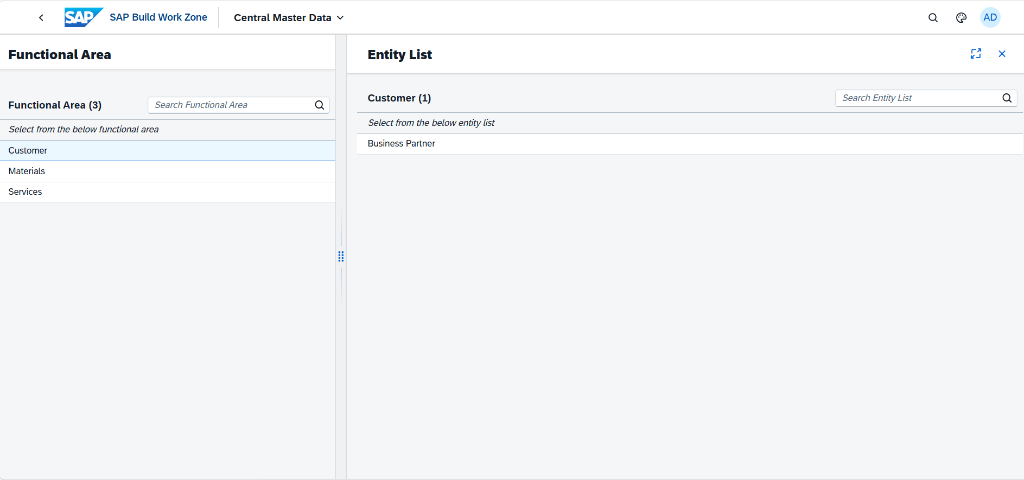 SAP SAP Build Work Zone Central Master Data AD
Functional Area
Functional Area (3) Search Functional Area
Select from the below functional area
Customer
Materials
Services
Entity List
Customer (1) Search Entity List
Select from the below entity list
Business Partner